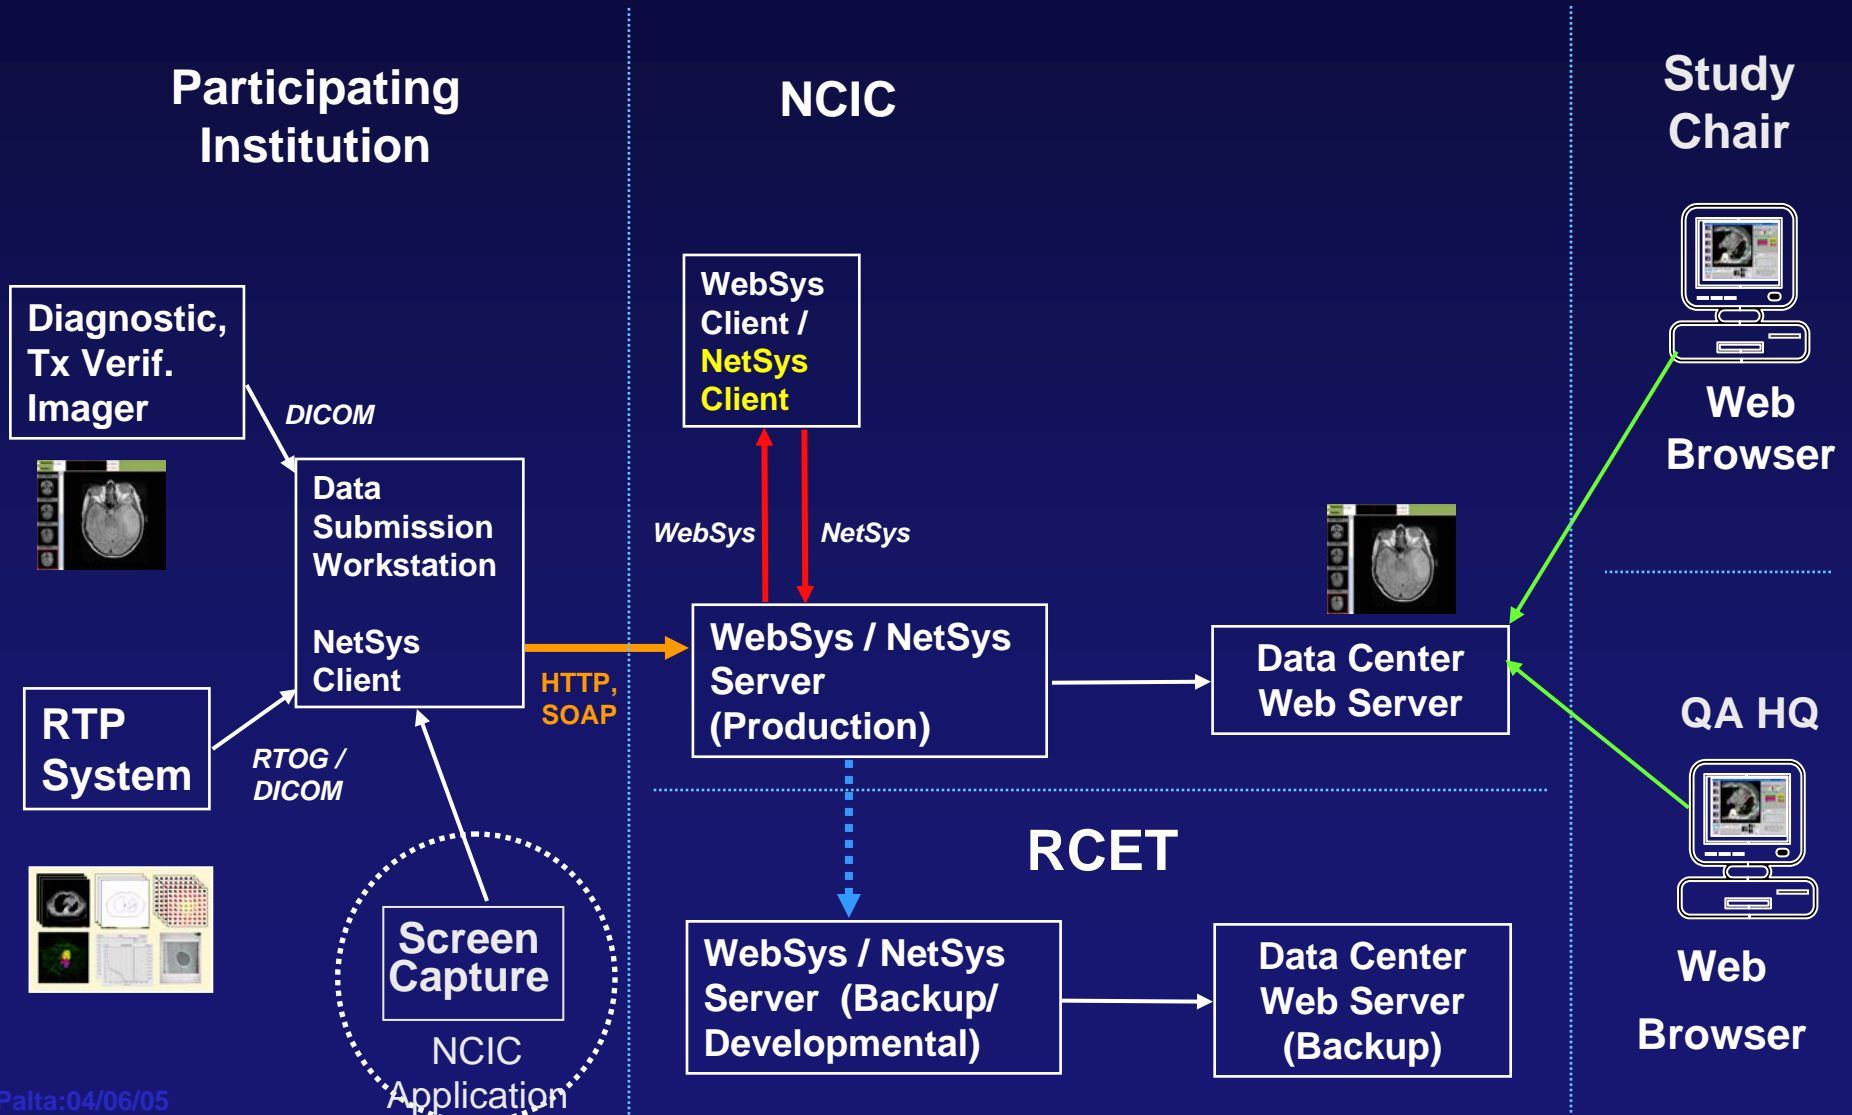 Participating
Institution
NCIC
Study
Chair
Diagnostic,
Tx Verif.
Imager
DICOM
Data
Submission
Workstation
NetSys
Client
RTP
System
RTOG /
DICOM
Screen
Capture
NCIC
Application
HTTP,
SOAP
WebSys
Client /
NetSys
Client
WebSys
NetSys
WebSys / NetSys
Server
(Production)
Data Center
Web Server
RCET
WebSys / NetSys
Server (Backup/
Developmental)
Data Center
Web Server
(Backup)
Web
Browser
QA HQ
Web
Browser
Palta:04/06/05